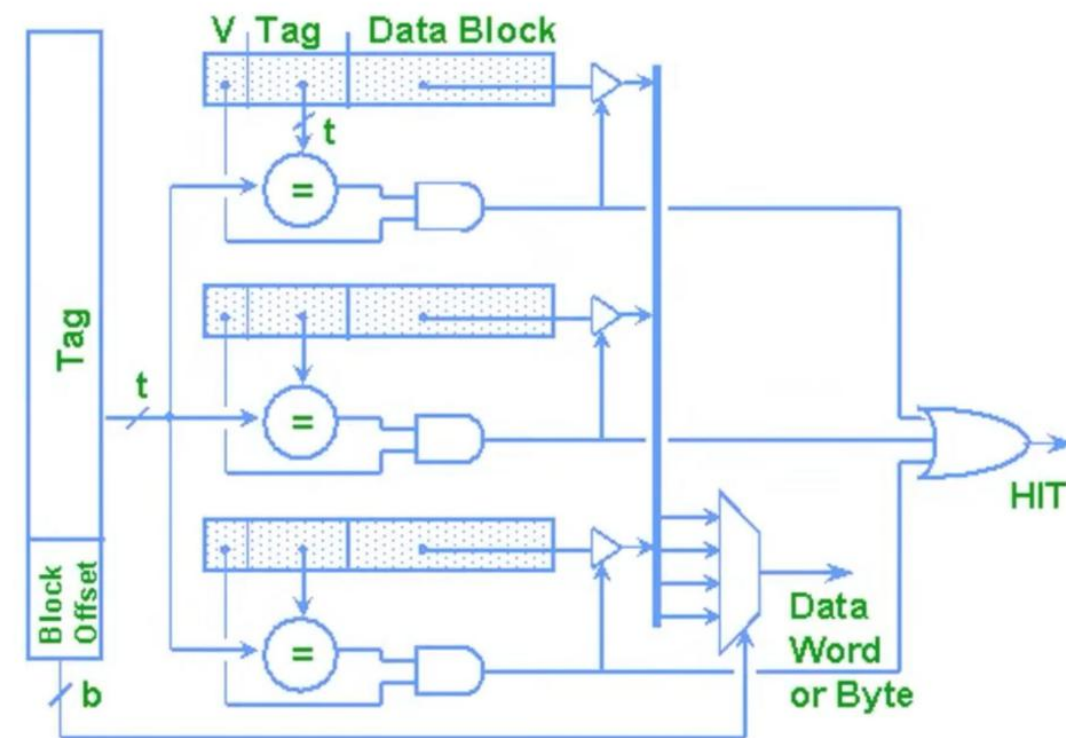 V Tag Data Block
t
=
Tag
t
=
HIT
Block
Offset
=
Data
Word
or Byte
b